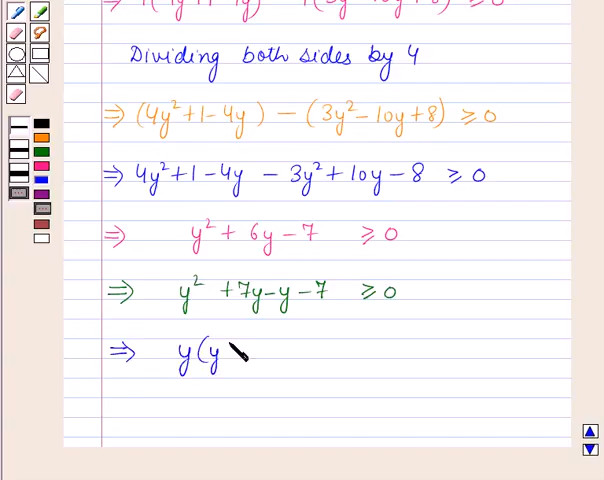 Dividing both sides by 4
⇒ (4y²+1-4y) - (3y²-10y+8) ≥ 0
⇒ 4y²+1-4y - 3y²+10y-8 ≥ 0
⇒ y² + 6y - 7 ≥ 0
⇒ y² + 7y - y - 7 ≥ 0
⇒ y(y